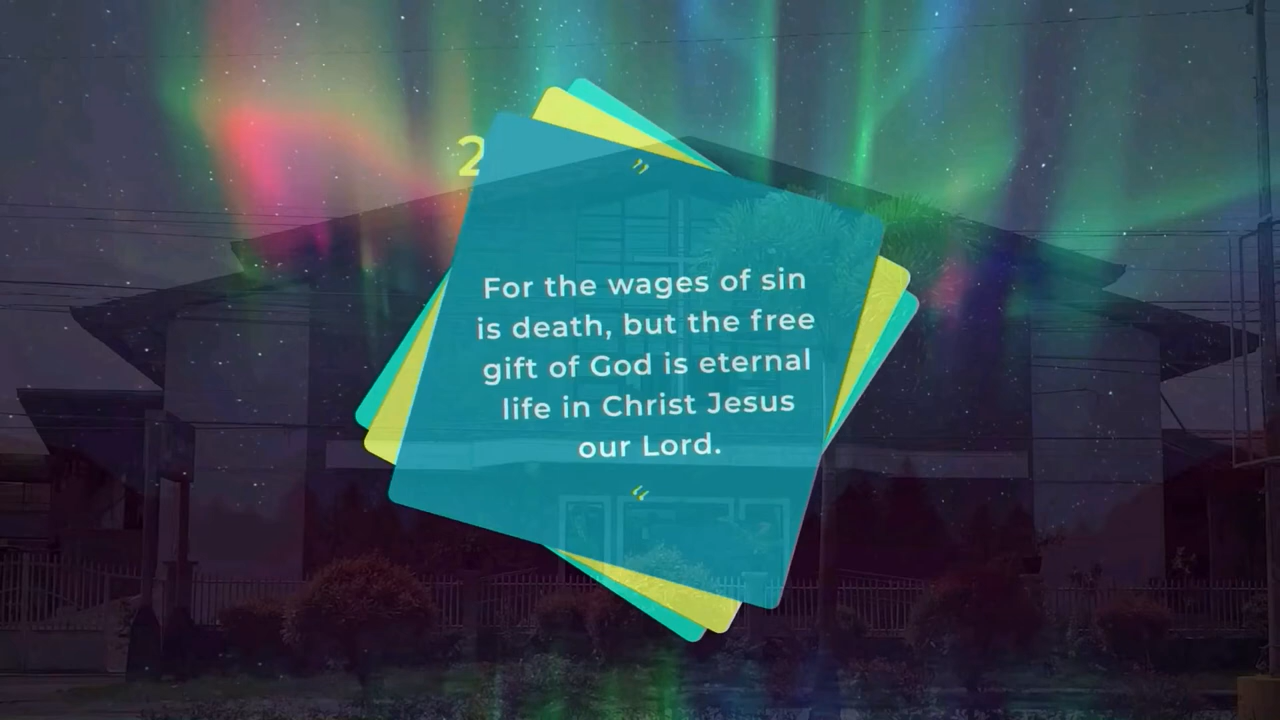 2
”
For the wages of sin
is death, but the free
gift of God is eternal
life in Christ Jesus
our Lord.
“